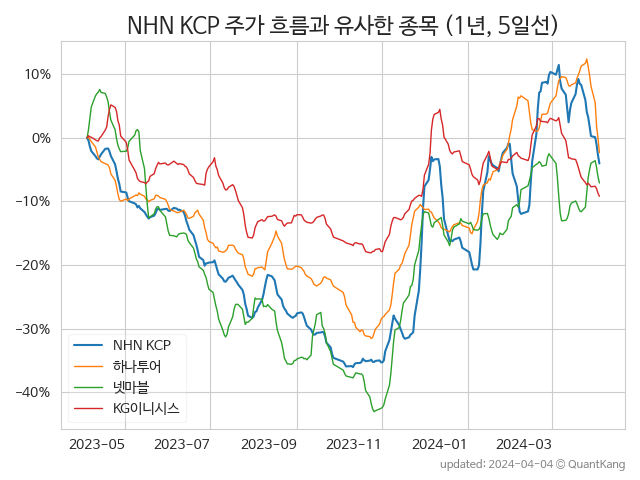 NHN KCP 주가 흐름과 유사한 종목 (1년, 5일선)
10%
0%
−10%
−20%
−30%
−40%
NHN KCP
하나투어
넷마블
KG이니시스
2023-05
2023-07
2023-09
2023-11
2024-01
2024-03
updated: 2024-04-04 © QuantKang